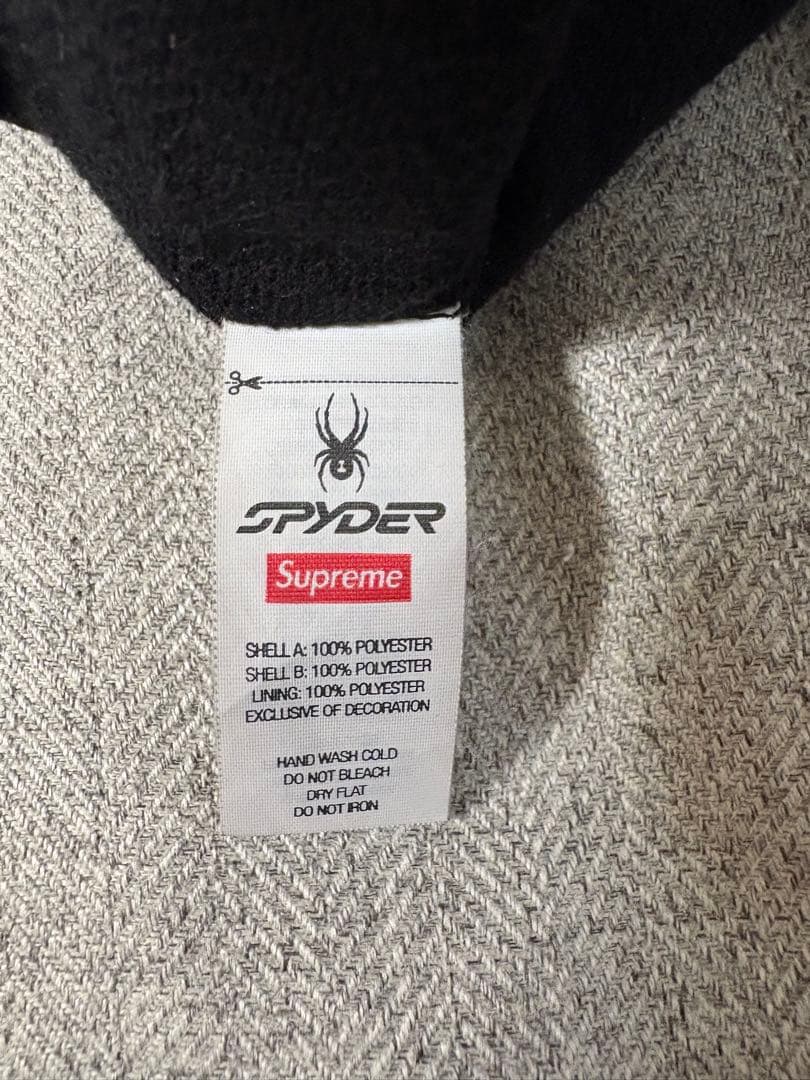 SPYDER
Supreme
SHELL A: 100% POLYESTER
SHELL B: 100% POLYESTER
LINING: 100% POLYESTER
EXCLUSIVE OF DECORATION
HAND WASH COLD
DO NOT BLEACH
DRY FLAT
DO NOT IRON